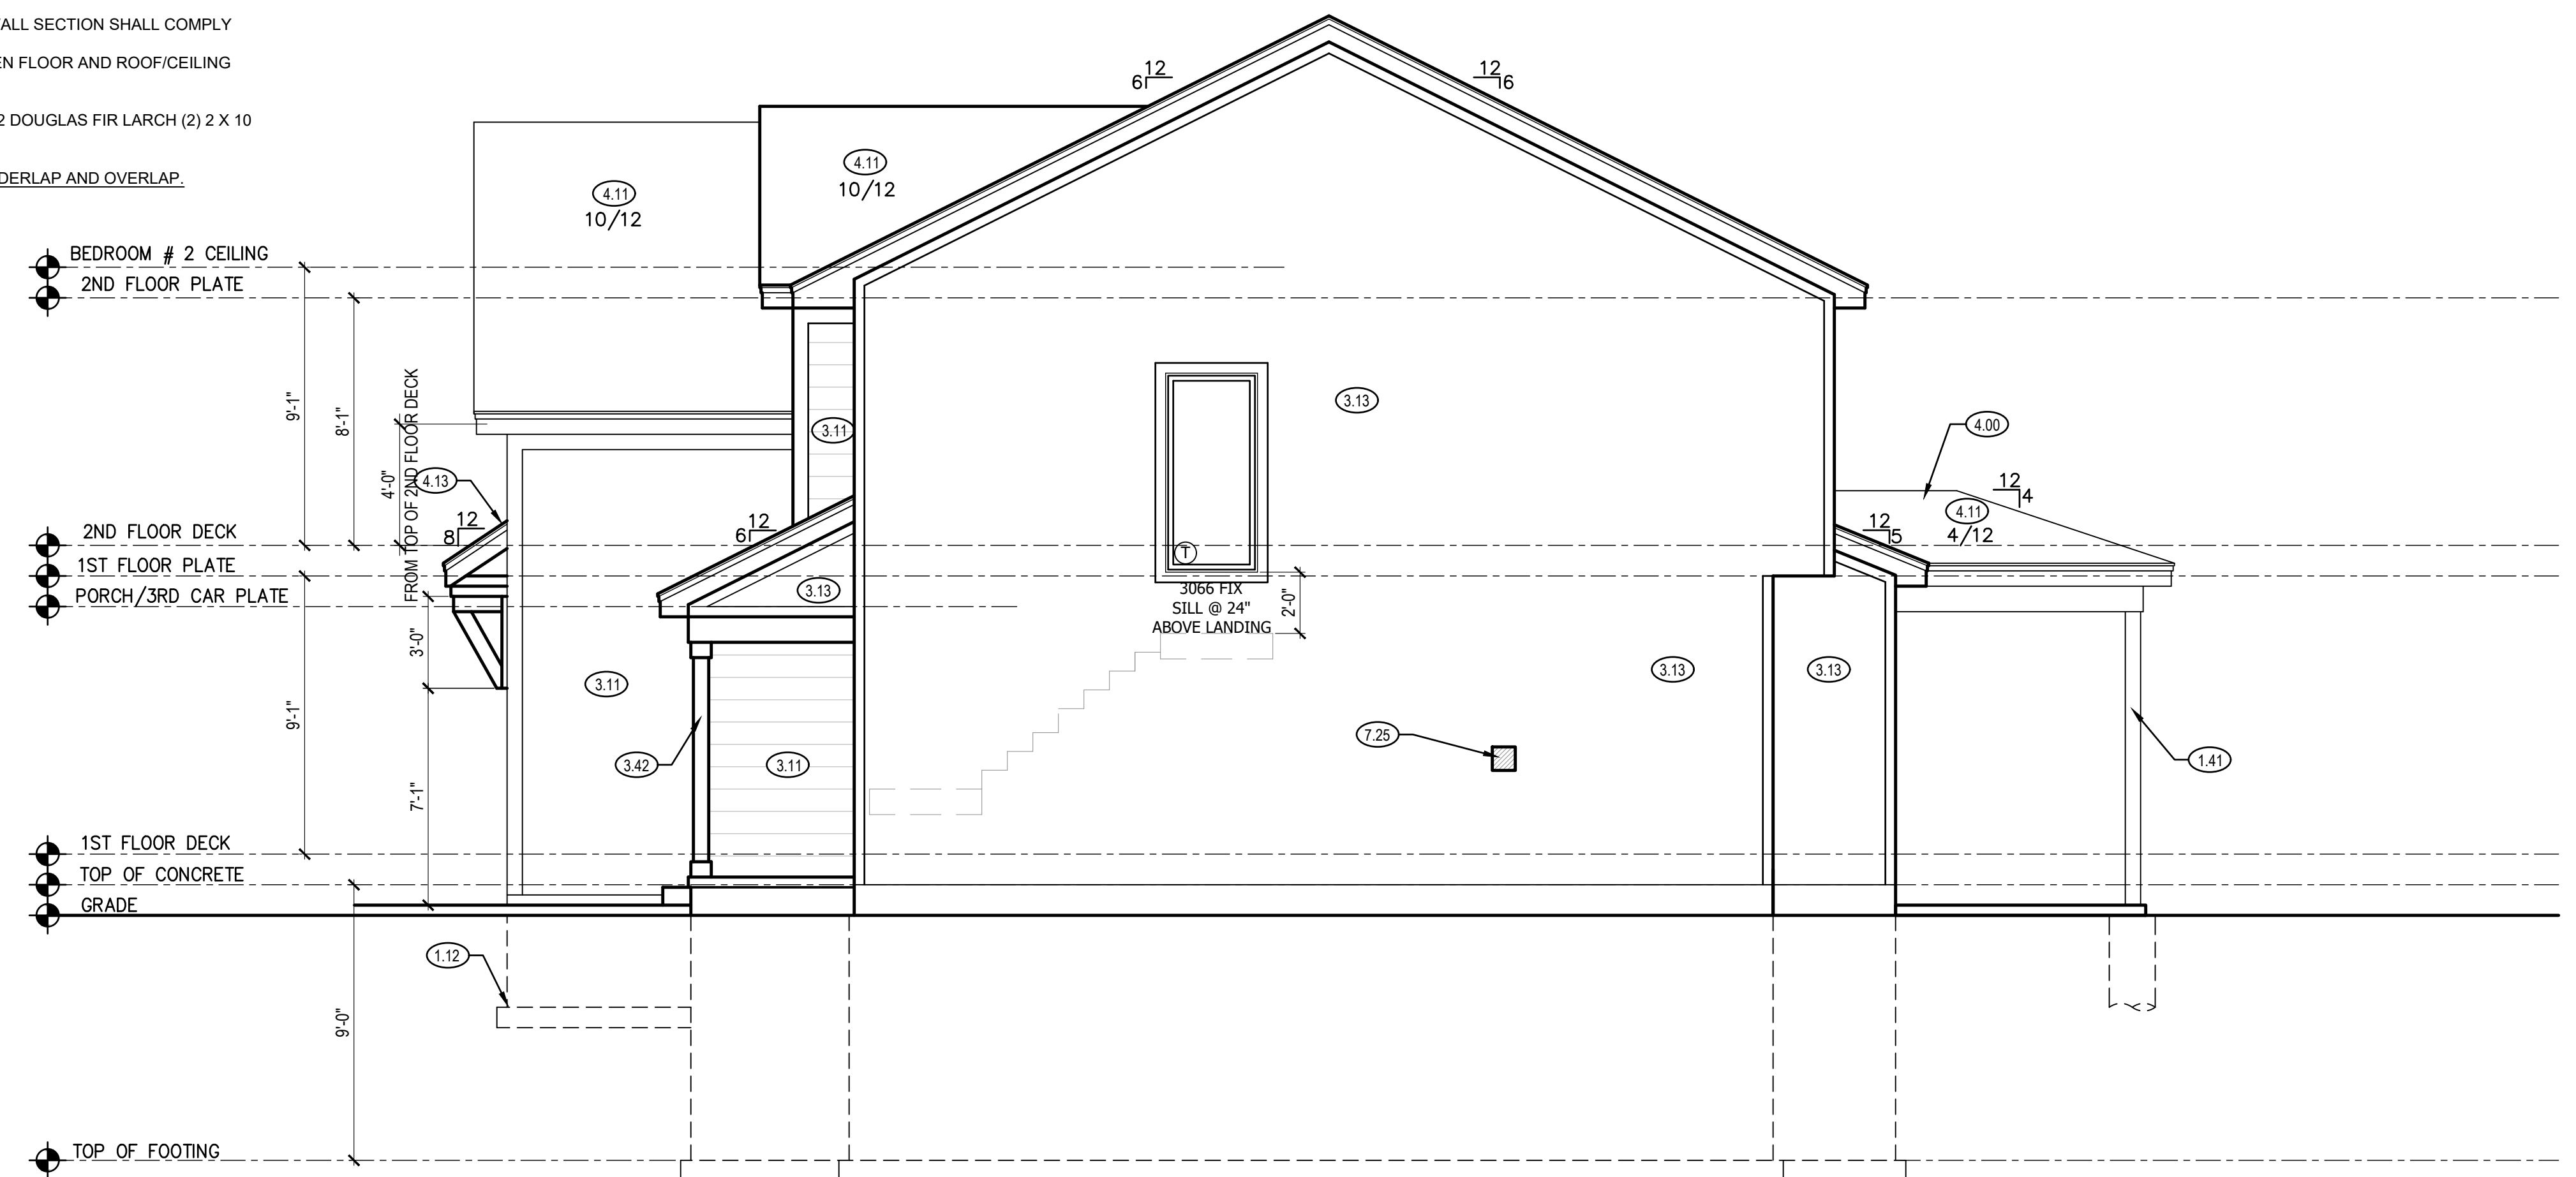 ALL SECTION SHALL COMPLY
EN FLOOR AND ROOF/CEILING
2 DOUGLAS FIR LARCH (2) 2 X 10
DERLAP AND OVERLAP.
12
6
12
6
4.11
10/12
4.11
10/12
BEDROOM # 2 CEILING
2ND FLOOR PLATE
9'-1"
8'-1"
4'-0"
FROM TOP OF 2ND FLOOR DECK
3.11
3.13
4.00
4.13
12
8
12
6
12
4
4.11
4/12
12
5
2ND FLOOR DECK
1ST FLOOR PLATE
PORCH/3RD CAR PLATE
T
3066 FIX
SILL @ 24"
ABOVE LANDING
2'-0"
3.13
3'-0"
3.11
3.13
3.13
9'-1"
7'-1"
3.42
3.11
7.25
1.41
1ST FLOOR DECK
TOP OF CONCRETE
GRADE
1.12
9'-0"
TOP OF FOOTING